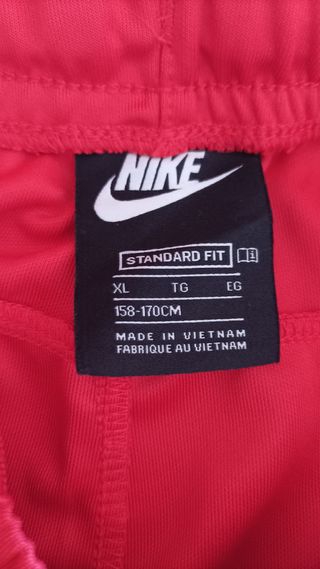 NIKE
STANDARD FIT
XL TG EG
158-170CM
MADE IN VIETNAM
FABRIQUE AU VIETNAM